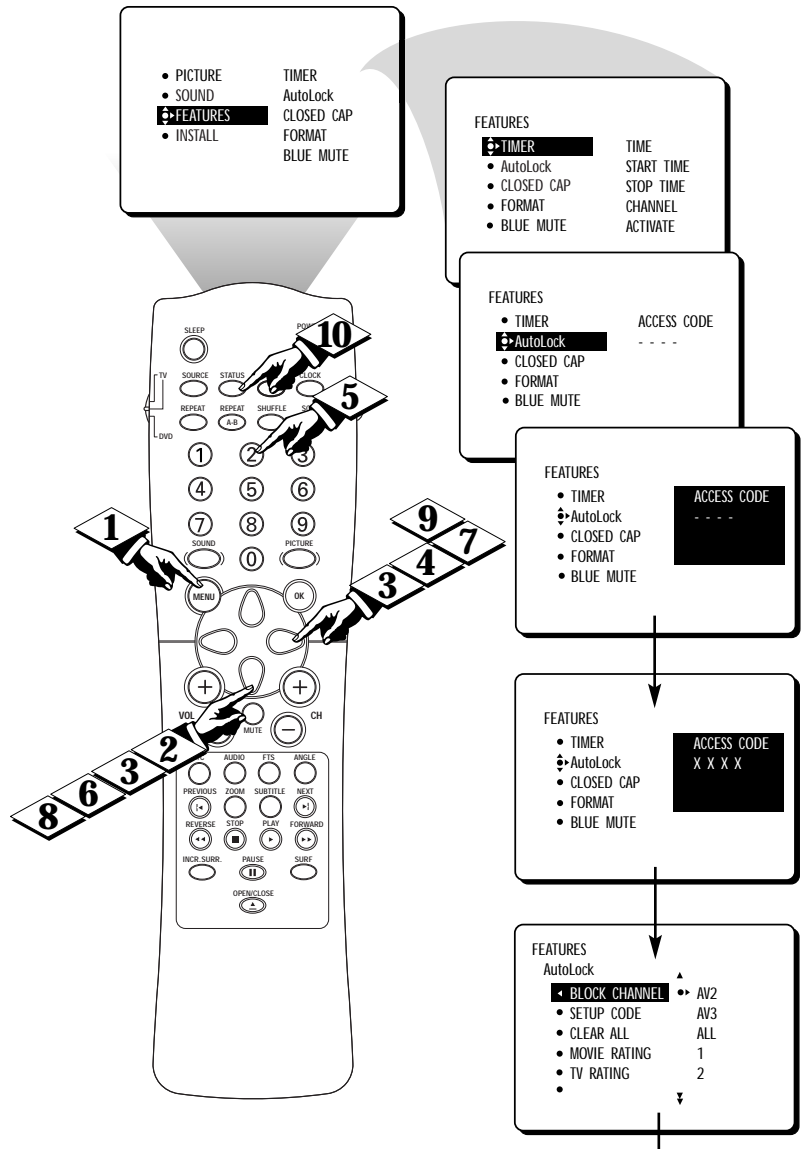 • PICTURE TIMER
• SOUND AutoLock
FEATURES CLOSED CAP
• INSTALL FORMAT
BLUE MUTE
FEATURES
TIMER TIME
• AutoLock START TIME
• CLOSED CAP STOP TIME
• FORMAT CHANNEL
• BLUE MUTE ACTIVATE
FEATURES
• TIMER ACCESS CODE
AutoLock - - - -
• CLOSED CAP
• FORMAT
• BLUE MUTE
FEATURES
• TIMER ACCESS CODE
AutoLock - - - -
• CLOSED CAP
• FORMAT
• BLUE MUTE
FEATURES
• TIMER ACCESS CODE
AutoLock X X X X
• CLOSED CAP
• FORMAT
• BLUE MUTE
FEATURES
AutoLock
BLOCK CHANNEL AV2
• SETUP CODE AV3
• CLEAR ALL ALL
• MOVIE RATING 1
• TV RATING 2
•
SLEEP
10
TV SOURCE STATUS CLOCK
5
REPEAT REPEAT SHUFFLE
A-B
DVD
1 2 3
4 5 6
7 8 9
SOUND 0 PICTURE
1
9 7
3 4
MENU OK
+ +
VOL MUTE CH
−
8 6 3 2
AUDIO FTS ANGLE
PREVIOUS ZOOM SUBTITLE NEXT
REVERSE STOP PLAY FORWARD
INCR.SURR. PAUSE SURF
OPEN/CLOSE